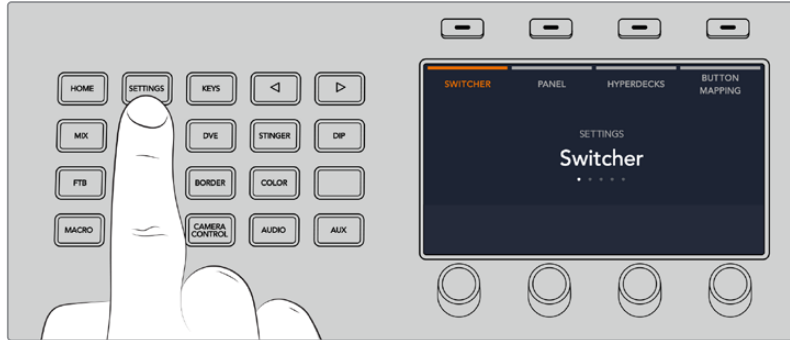 HOME
SETTINGS
KEYS
MIX
DVE
STINGER
DIP
FTB
BORDER
COLOR
MACRO
CAMERA
CONTROL
AUDIO
AUX
SWITCHER
PANEL
HYPERDECKS
BUTTON
MAPPING
SETTINGS
Switcher